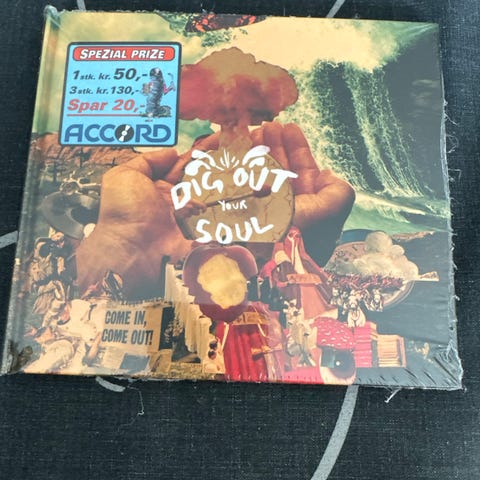 SPEZIAL PRIZE
1 stk. kr. 50,-
3 stk. kr. 130,-
Spar 20,-
ACCORD
DIG OUT
YOUR
SOUL
COME IN,
COME OUT!